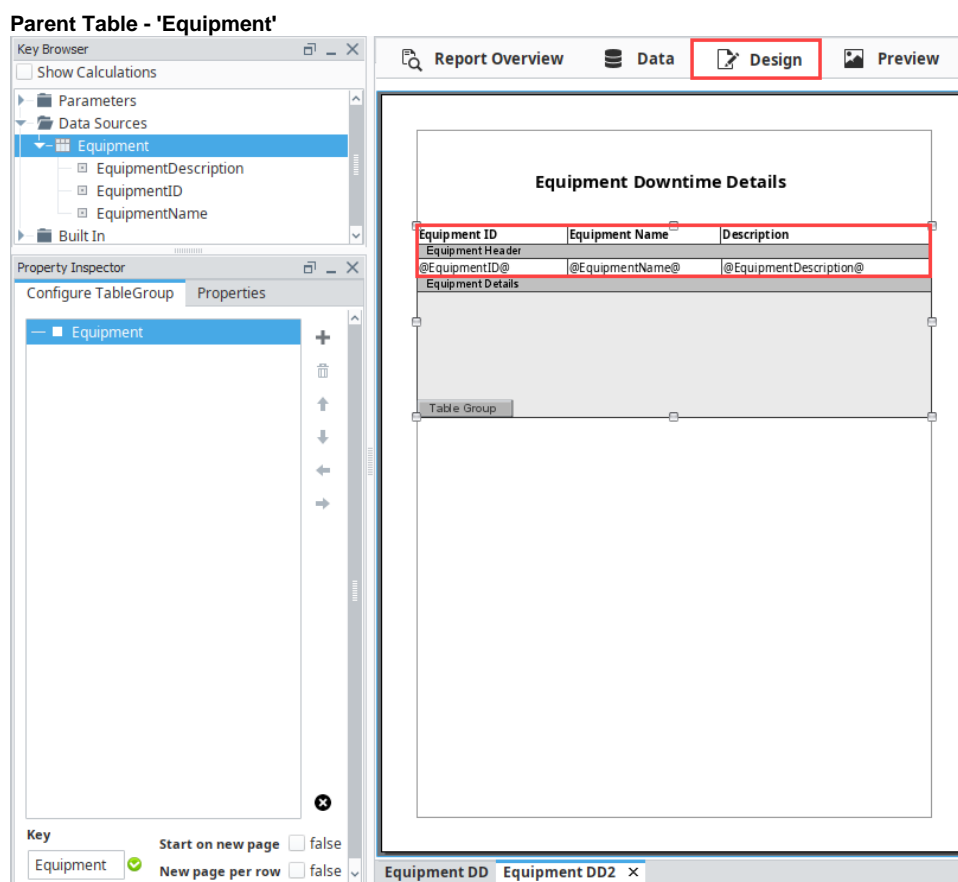 Parent Table - 'Equipment'
Key Browser
Show Calculations
Parameters
Data Sources
Equipment
EquipmentDescription
EquipmentID
EquipmentName
Built In
Property Inspector
Configure TableGroup Properties
Equipment
Key
Equipment
Start on new page false
New page per row false
Report Overview Data Design Preview
Equipment Downtime Details
Equipment ID Equipment Name Description
Equipment Header
@EquipmentID@ @EquipmentName@ @EquipmentDescription@
Equipment Details
Table Group
Equipment DD Equipment DD2